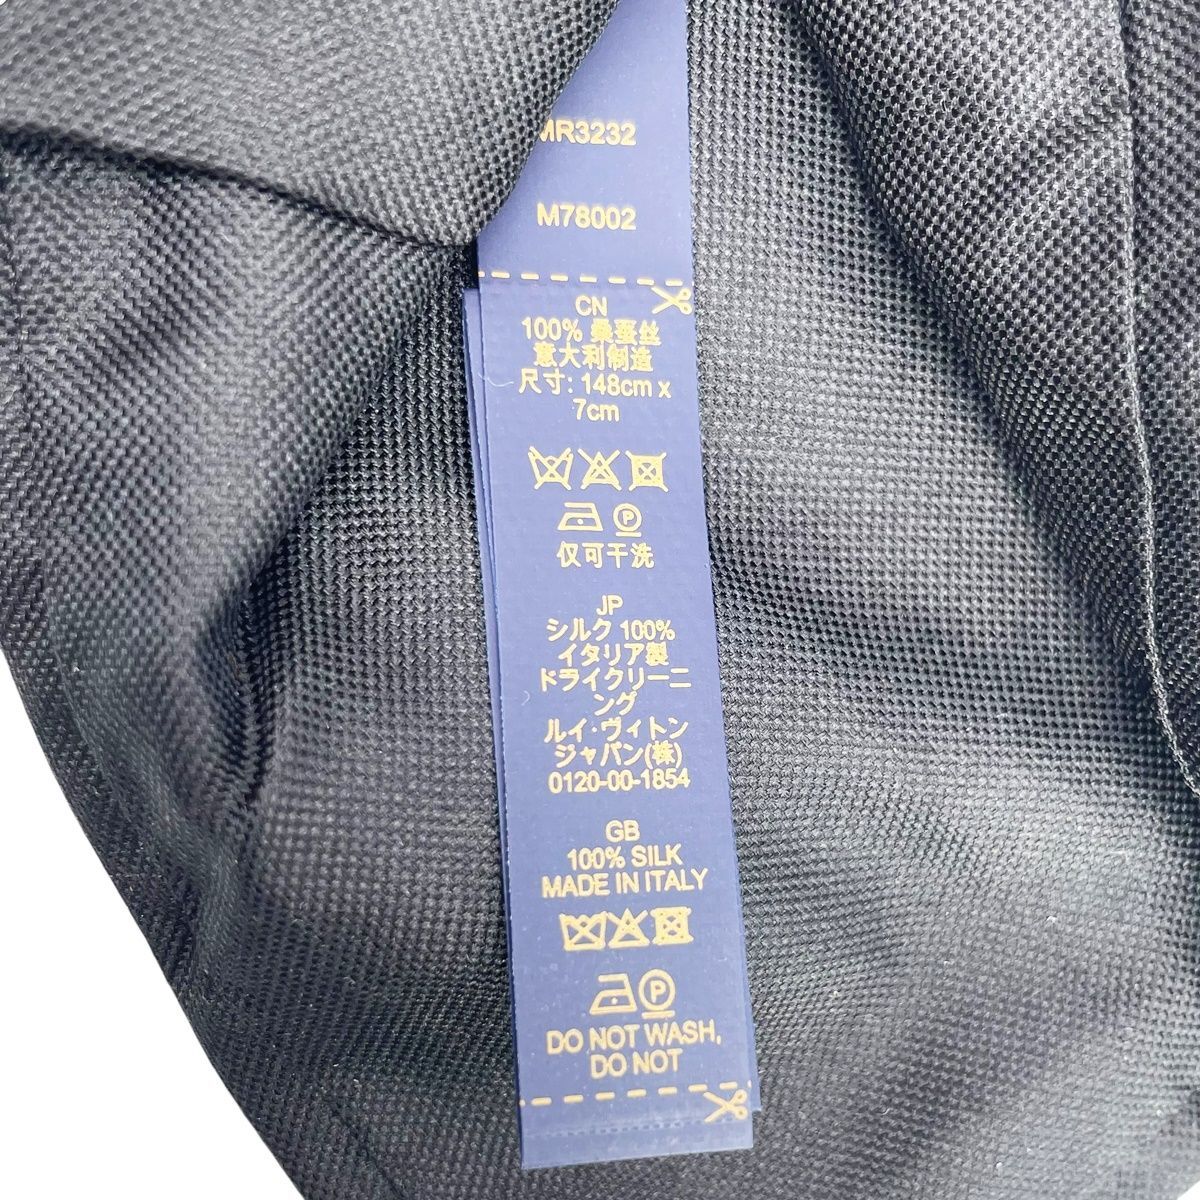 MR3232
M78002
CN
100% 桑蚕丝
意大利制造
尺寸: 148cm x
7cm
P
仅可干洗
JP
シルク 100%
イタリア製
ドライクリーニ
ング
ルイ·ヴィトン
ジャパン(株)
0120-00-1854
GB
100% SILK
MADE IN ITALY
P
DO NOT WASH,
DO NOT